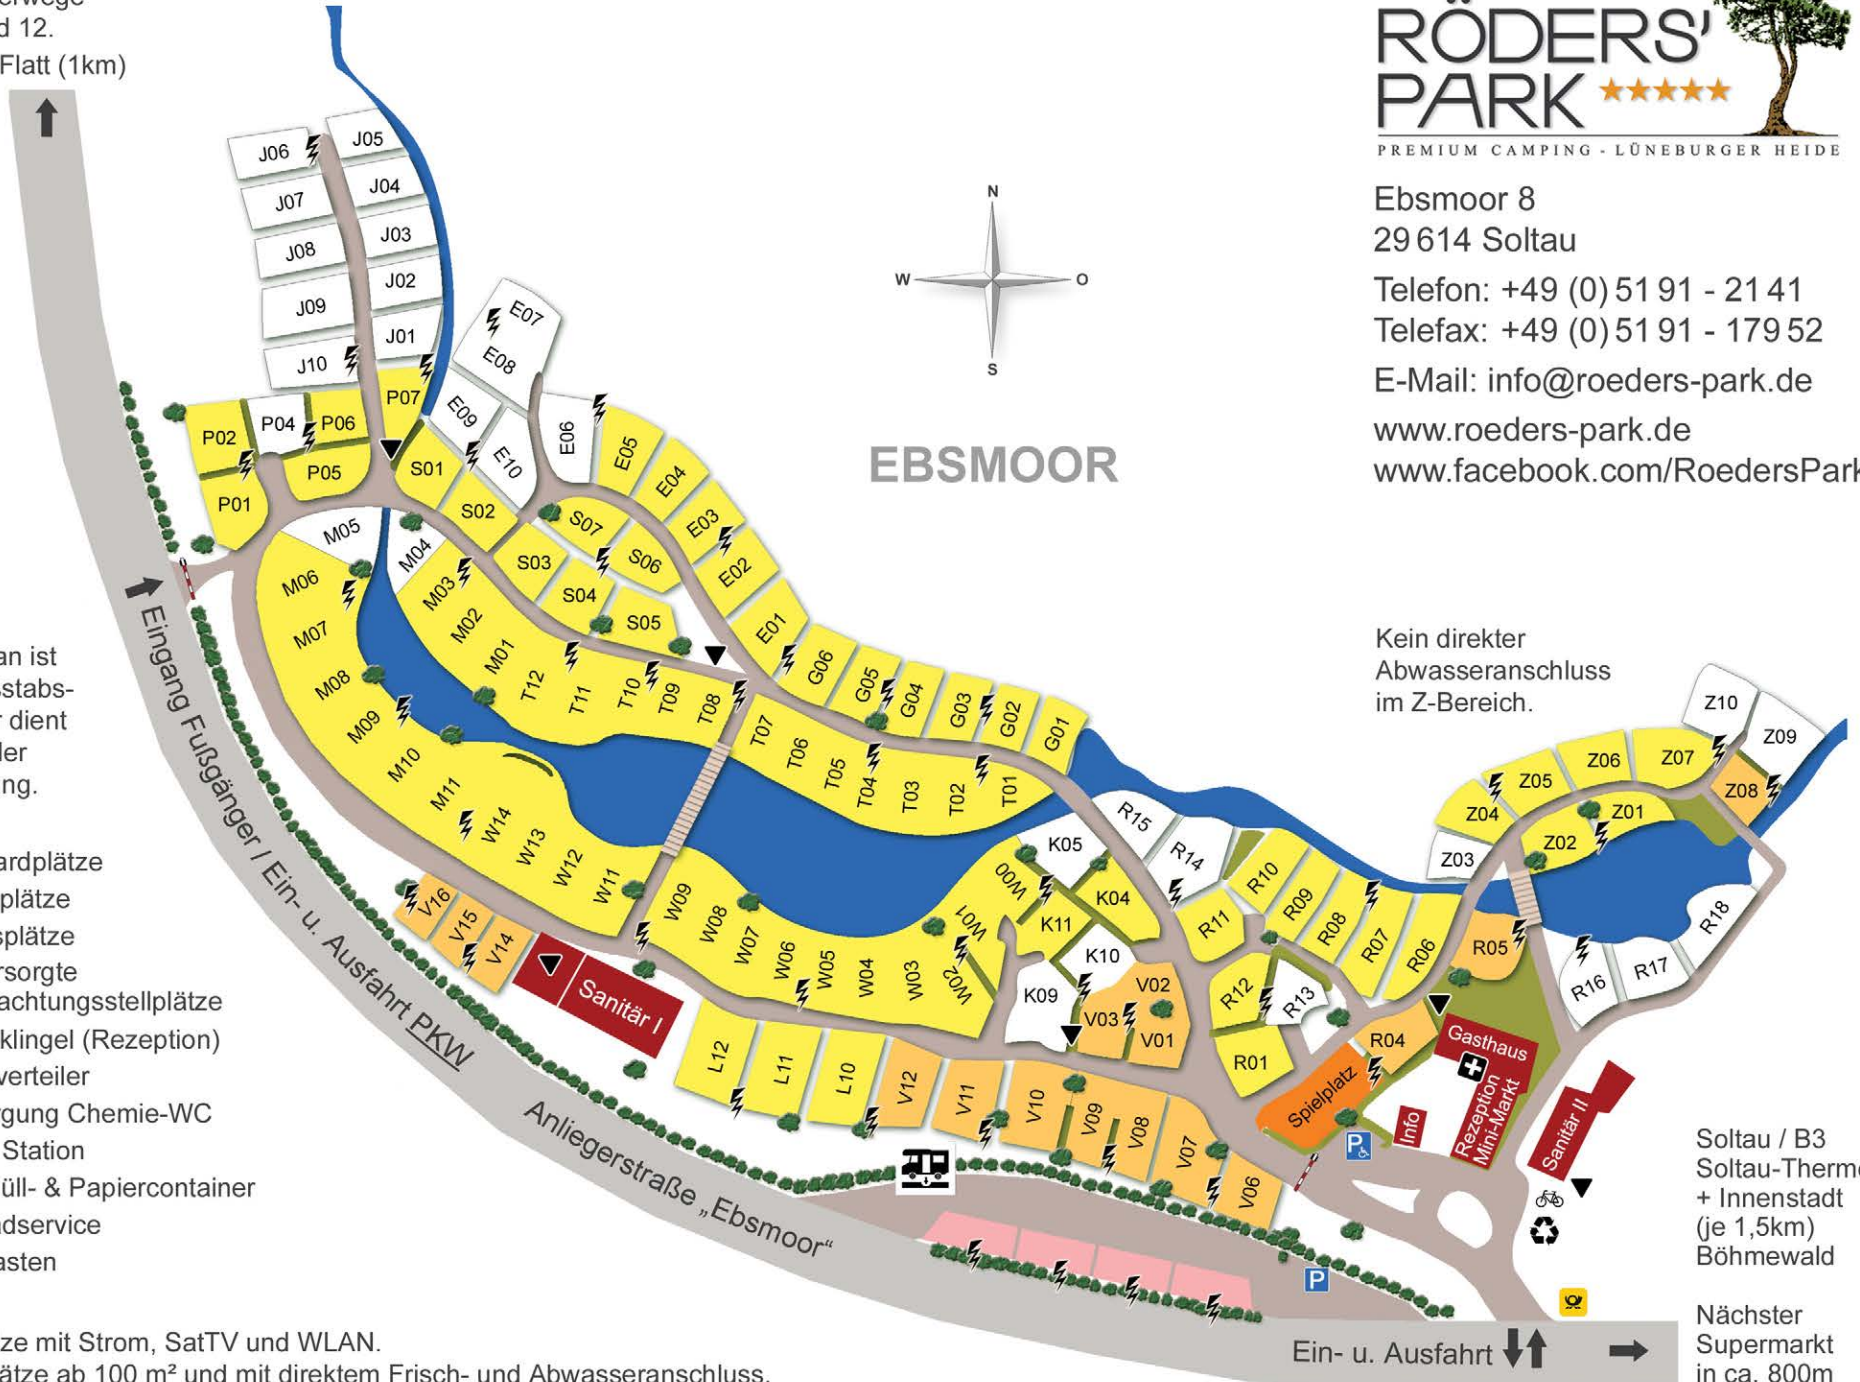 d 12.
Flatt (1km)
RÖDERS'
PARK
PREMIUM CAMPING - LÜNEBURGER HEIDE
Ebsmoor 8
29 614 Soltau
Telefon: +49 (0) 51 91 - 21 41
Telefax: +49 (0) 51 91 - 179 52
E-Mail: info@roeders-park.de
www.roeders-park.de
www.facebook.com/RoedersPark
N
W
O
S
EBSMOOR
J06
J05
J07
J04
J08
J03
J09
J02
J10
J01
E07
E08
E09
E10
E06
E05
E04
E03
E02
E01
P02
P04
P06
P07
P05
P01
S01
S02
S07
S03
S06
S04
S05
M05
M04
M06
M03
M07
M02
M08
M01
M09
M10
M11
T12
T11
T10
T09
T08
T07
T06
T05
T04
T03
T02
T01
G06
G05
G04
G03
G02
G01
W14
W13
W12
W11
W09
W08
W07
W06
W05
W04
W03
W02
W01
W00
K05
K04
K11
K10
K09
R15
R14
R10
R09
R08
R07
R06
R11
R12
R13
R01
R05
R04
R16
R17
R18
Kein direkter
Abwasseranschluss
im Z-Bereich.
Z10
Z09
Z07
Z06
Z05
Z08
Z04
Z01
Z02
Z03
V16
V15
V14
Sanitär I
V02
V03
V01
L12
L11
L10
V12
V11
V10
V09
V08
V07
V06
Spielplatz
Gasthaus
Rezeption
Mini-Markt
Info
Sanitär II
P
P
Eingang Fußgänger / Ein- u. Ausfahrt PKW
Anliegerstraße „Ebsmoor“
Ein- u. Ausfahrt
Soltau / B3
Soltau-Therme
+ Innenstadt
(je 1,5km)
Böhmewald
Nächster
Supermarkt
in ca. 800m
an ist
sstabs-
r dient
der
ng.
ardplätze
plätze
splätze
rsorgte
achtungsstellplätze
klingel (Rezeption)
verteiler
rgung Chemie-WC
Station
üll- & Papiercontainer
dservice
asten
ze mit Strom, SatTV und WLAN.
ätze ab 100 m² und mit direktem Frisch- und Abwasseranschluss.